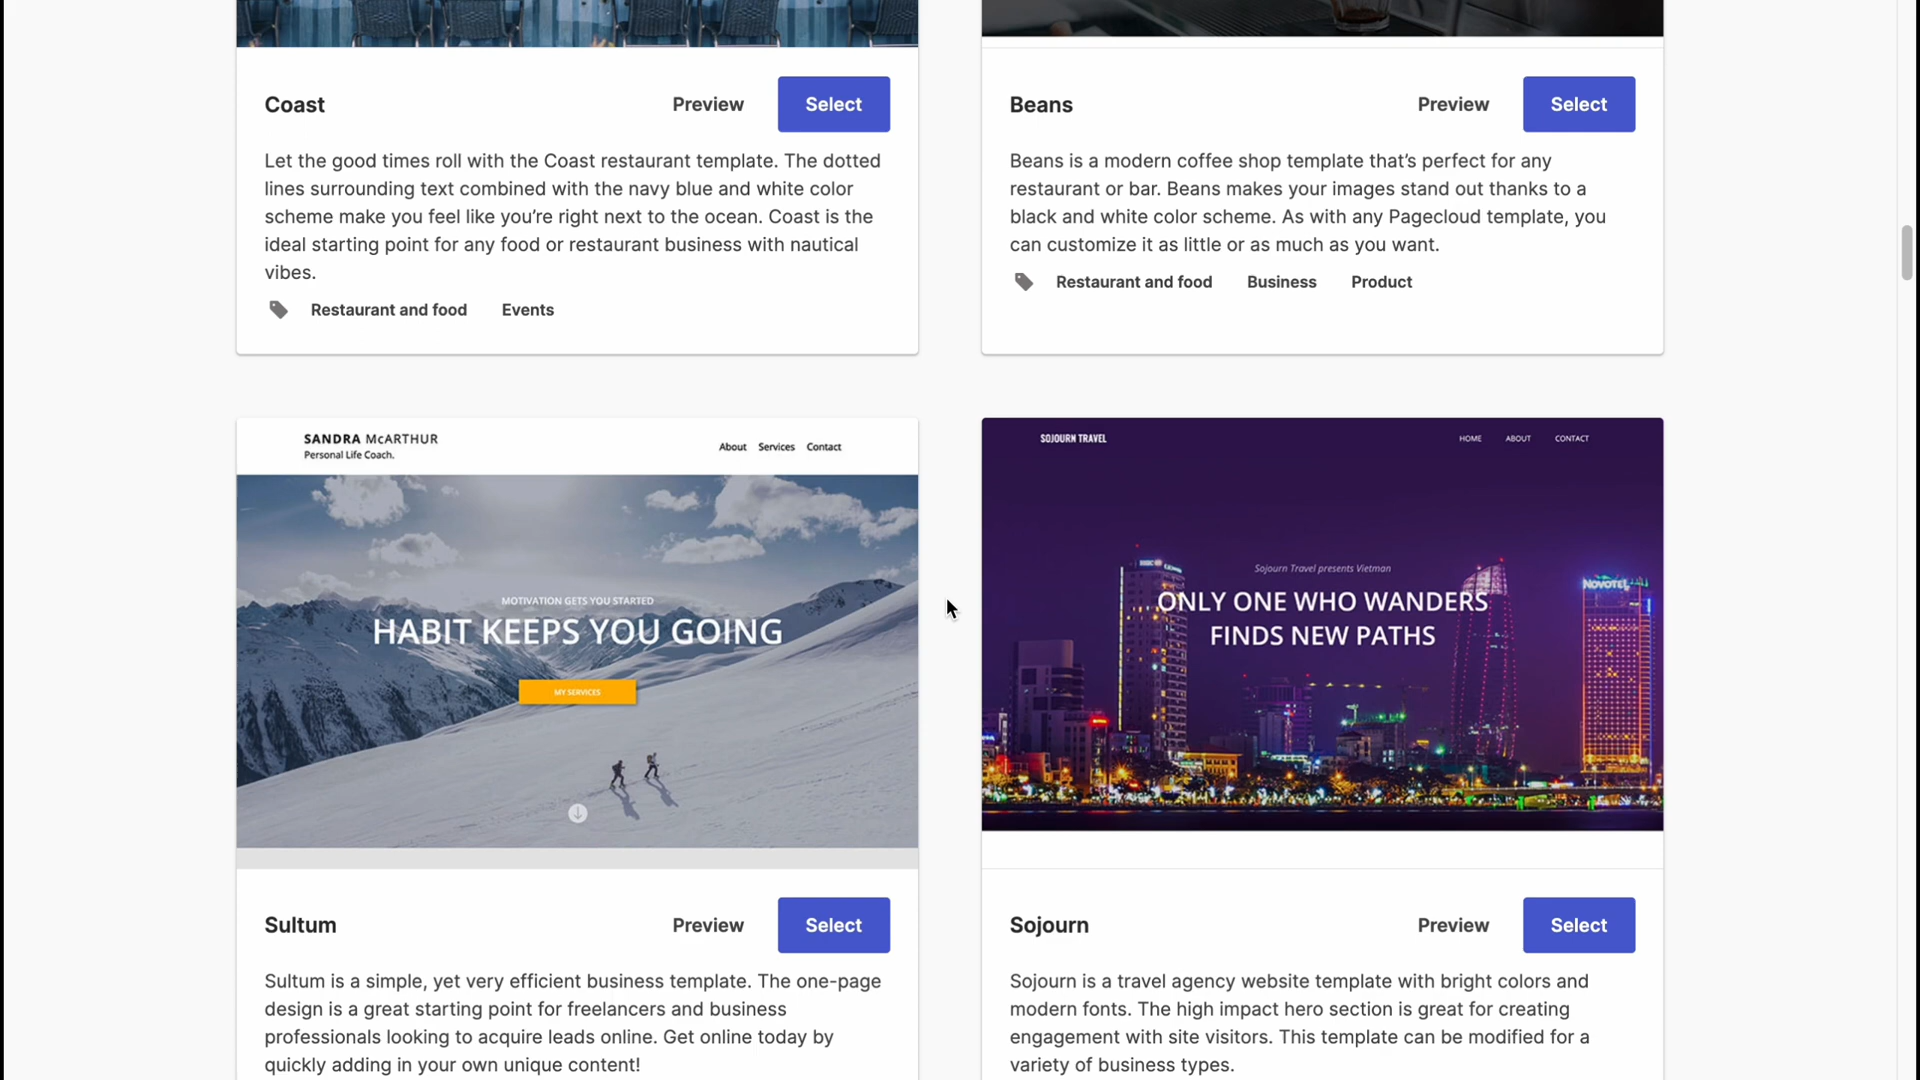 Coast
Preview
Select
Let the good times roll with the Coast restaurant template. The dotted
lines surrounding text combined with the navy blue and white color
scheme make you feel like you’re right next to the ocean. Coast is the
ideal starting point for any food or restaurant business with nautical
vibes.
Restaurant and food
Events
Beans
Preview
Select
Beans is a modern coffee shop template that’s perfect for any
restaurant or bar. Beans makes your images stand out thanks to a
black and white color scheme. As with any Pagecloud template, you
can customize it as little or as much as you want.
Restaurant and food
Business
Product
SANDRA McARTHUR
Personal Life Coach.
About Services Contact
MOTIVATION GETS YOU STARTED
HABIT KEEPS YOU GOING
MY SERVICES
Sultum
Preview
Select
Sultum is a simple, yet very efficient business template. The one-page
design is a great starting point for freelancers and business
professionals looking to acquire leads online. Get online today by
quickly adding in your own unique content!
SOJOURN TRAVEL
HOME ABOUT CONTACT
Sojourn Travel presents Vietman
ONLY ONE WHO WANDERS
FINDS NEW PATHS
NOVOTEL
Sojourn
Preview
Select
Sojourn is a travel agency website template with bright colors and
modern fonts. The high impact hero section is great for creating
engagement with site visitors. This template can be modified for a
variety of business types.